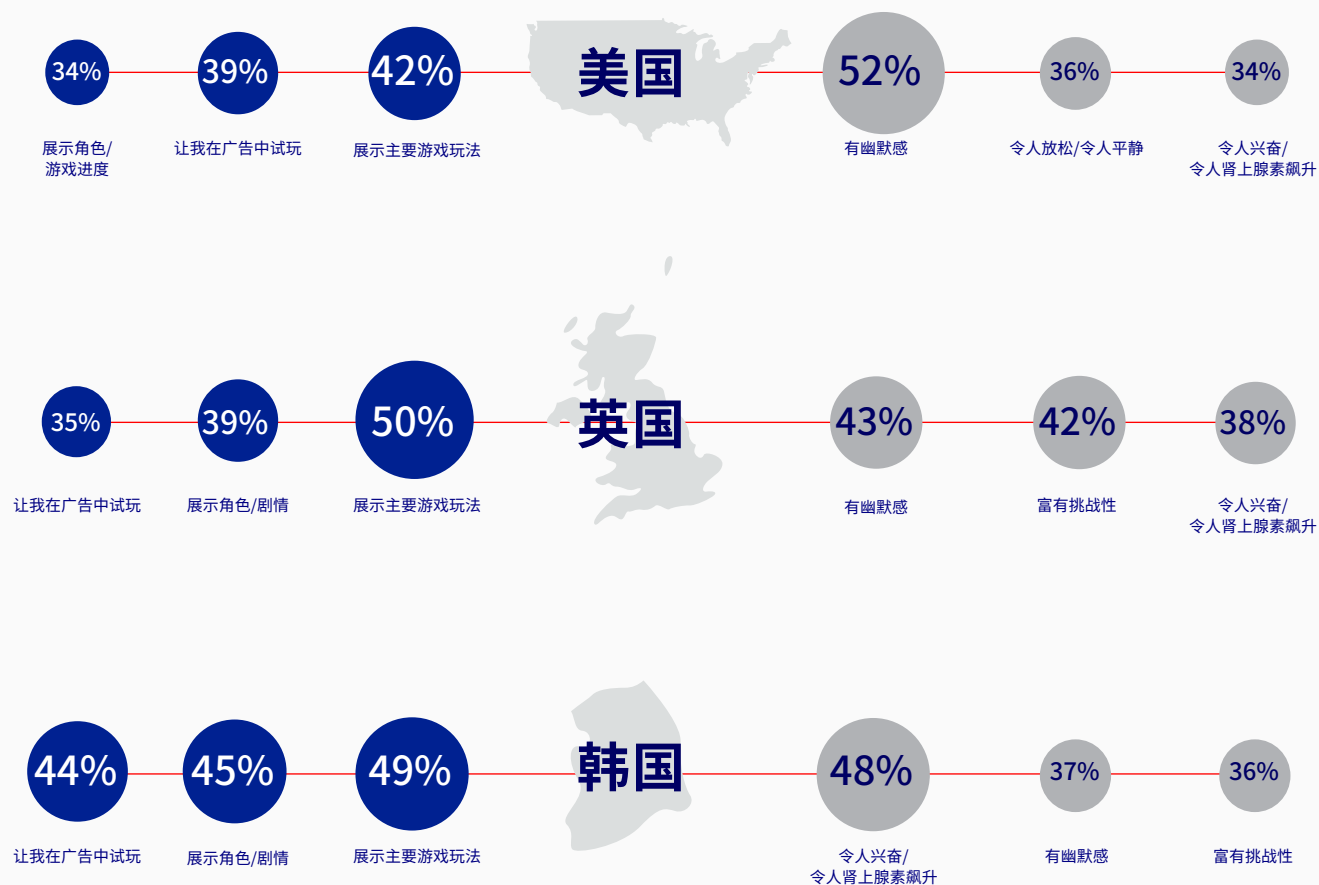 34%
39%
42%
美国
52%
36%
34%
展示角色/
游戏进度
让我在广告中试玩
展示主要游戏玩法
有幽默感
令人放松/令人平静
令人兴奋/
令人肾上腺素飙升
35%
39%
50%
英国
43%
42%
38%
让我在广告中试玩
展示角色/剧情
展示主要游戏玩法
有幽默感
富有挑战性
令人兴奋/
令人肾上腺素飙升
44%
45%
49%
韩国
48%
37%
36%
让我在广告中试玩
展示角色/剧情
展示主要游戏玩法
令人兴奋/
令人肾上腺素飙升
有幽默感
富有挑战性